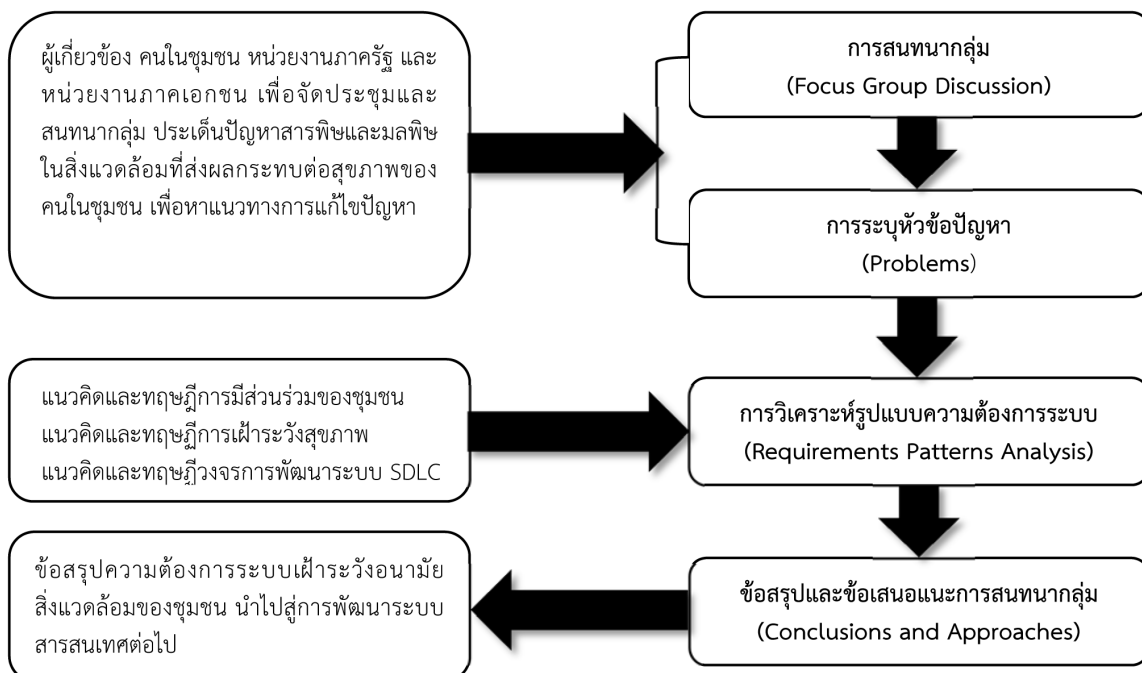 ผู้เกี่ยวข้อง คนในชุมชน หน่วยงานภาครัฐ และ
หน่วยงานภาคเอกชน เพื่อจัดประชุมและ
สนทนากลุ่ม ประเด็นปัญหาสารพิษและมลพิษ
ในสิ่งแวดล้อมที่ส่งผลกระทบต่อสุขภาพของ
คนในชุมชน เพื่อหาแนวทางการแก้ไขปัญหา
การสนทนากลุ่ม
(Focus Group Discussion)
การระบุหัวข้อปัญหา
(Problems)
แนวคิดและทฤษฎีการมีส่วนร่วมของชุมชน
แนวคิดและทฤษฎีการเฝ้าระวังสุขภาพ
แนวคิดและทฤษฎีวงจรการพัฒนาระบบ SDLC
การวิเคราะห์รูปแบบความต้องการระบบ
(Requirements Patterns Analysis)
ข้อสรุปและข้อเสนอแนะการสนทนากลุ่ม
(Conclusions and Approaches)
ข้อสรุปความต้องการระบบเฝ้าระวังอนามัย
สิ่งแวดล้อมของชุมชน นำไปสู่การพัฒนาระบบ
สารสนเทศต่อไป